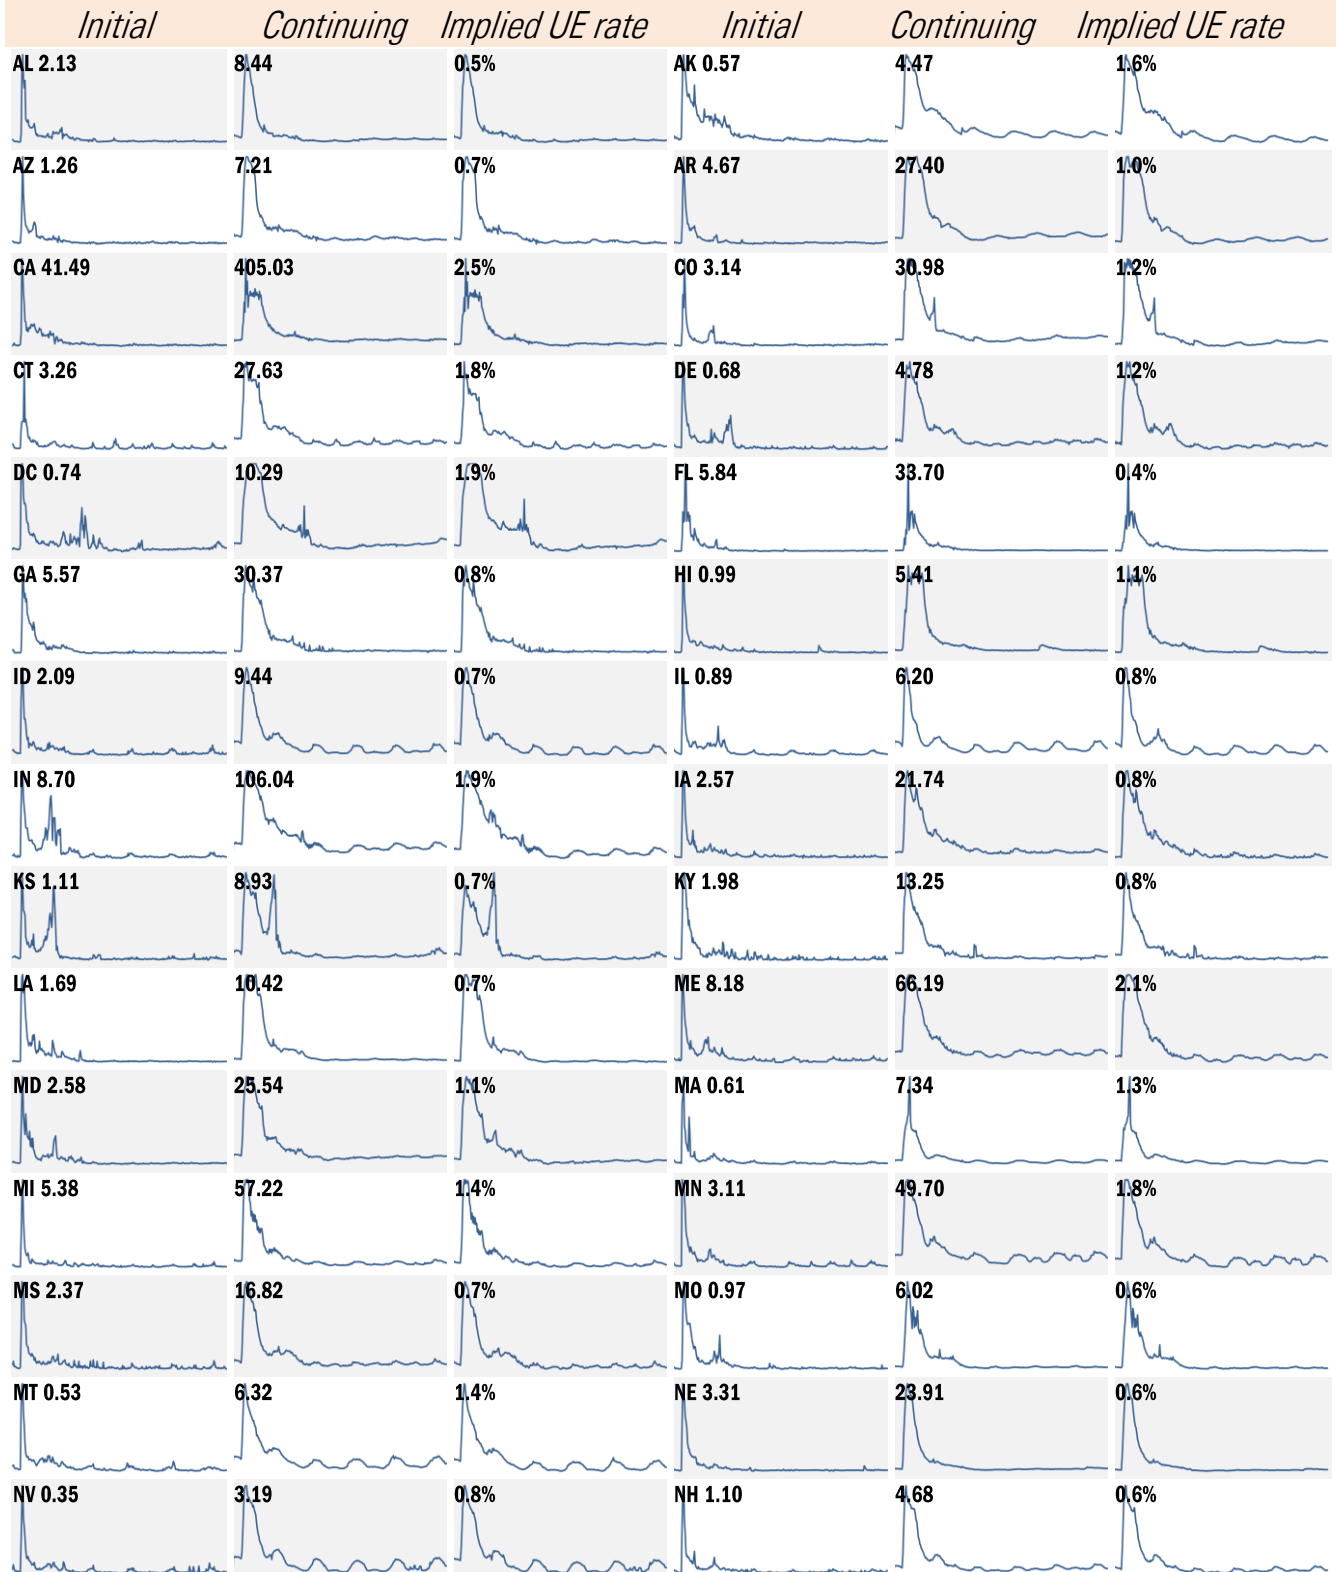 Initial Continuing Implied UE rate Initial Continuing Implied UE rate
AL 2.13 8.44 0.5% AK 0.57 4.47 1.6%
AZ 1.26 7.21 0.7% AR 4.67 27.40 1.0%
CA 41.49 405.03 2.5% CO 3.14 30.98 1.2%
CT 3.26 27.63 1.8% DE 0.68 4.78 1.2%
DC 0.74 10.29 1.9% FL 5.84 33.70 0.4%
GA 5.57 30.37 0.8% HI 0.99 5.41 1.1%
ID 2.09 9.44 0.7% IL 0.89 6.20 0.8%
IN 8.70 106.04 1.9% IA 2.57 21.74 0.8%
KS 1.11 8.93 0.7% KY 1.98 13.25 0.8%
LA 1.69 10.42 0.7% ME 8.18 66.19 2.1%
MD 2.58 25.54 1.1% MA 0.61 7.34 1.3%
MI 5.38 57.22 1.4% MN 3.11 49.70 1.8%
MS 2.37 16.82 0.7% MO 0.97 6.02 0.6%
MT 0.53 6.32 1.4% NE 3.31 23.91 0.6%
NV 0.35 3.19 0.8% NH 1.10 4.68 0.6%